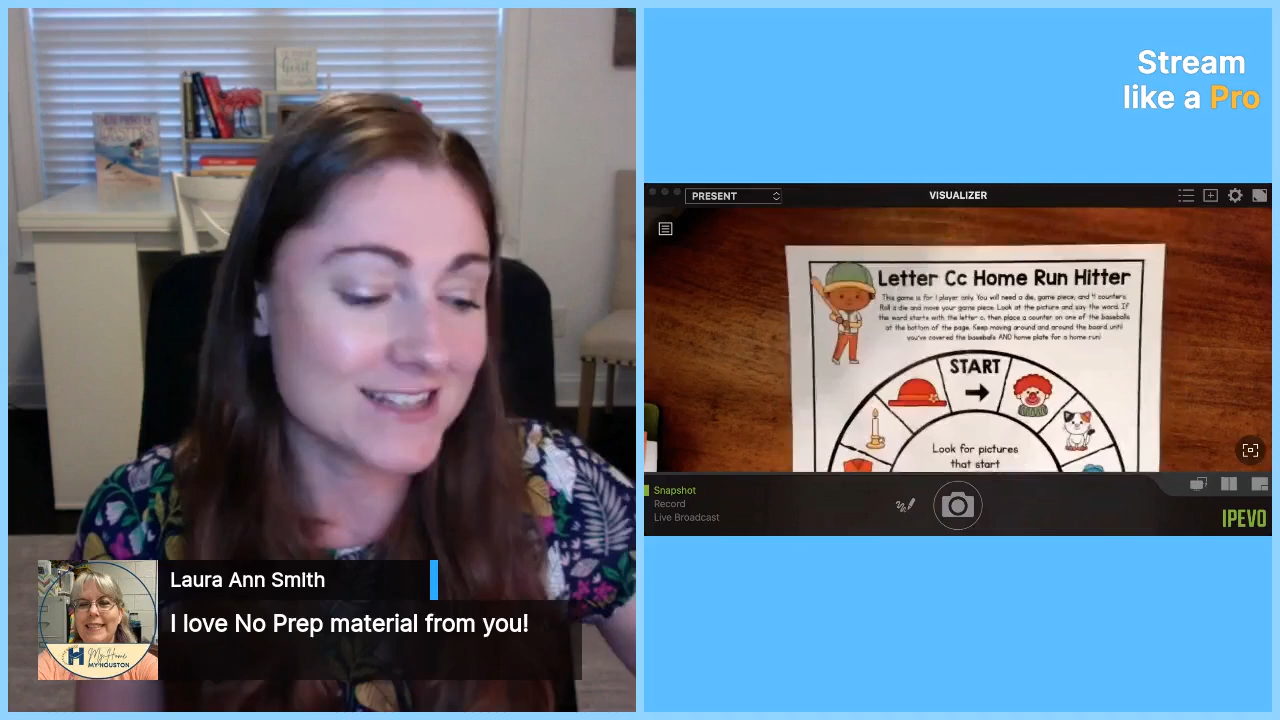 Stream
like a Pro
PRESENT
VISUALIZER
Letter Cc Home Run Hitter
This game is for 1 player only. You will need a die, game piece, and 4 counters.
Roll a die and move your game piece. Look at the picture and say the word. If
the word starts with the letter c, then place a counter on one of the baseballs
at the bottom of the page. Keep moving around and around the board until
you've covered the baseballs AND home plate for a home run!
START
Look for pictures
that start
Snapshot
Record
Live Broadcast
IPEVO
Laura Ann Smith
I love No Prep material from you!
My Home
MY HOUSTON